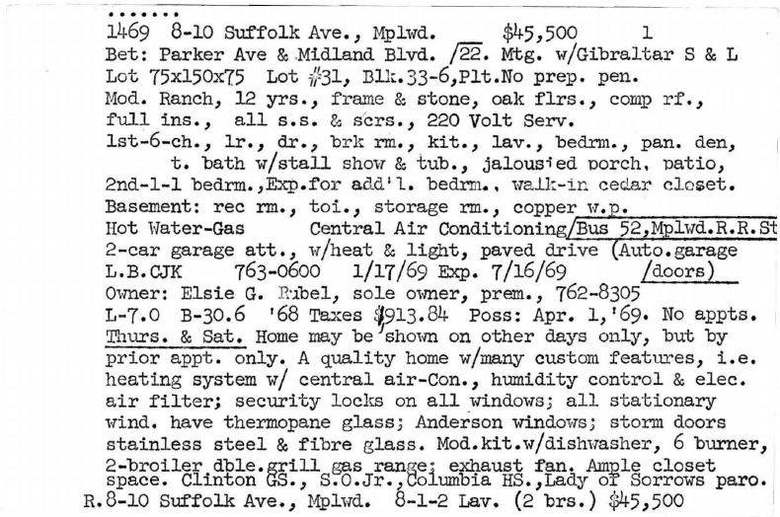 .......
1469 8-10 Suffolk Ave., Mplwd. $45,500 1
Bet: Parker Ave & Midland Blvd. /22. Mtg. w/Gibraltar S & L
Lot 75x150x75 Lot #31, Blk.33-6,Plt.No prep. pen.
Mod. Ranch, 12 yrs., frame & stone, oak flrs., comp rf.,
full ins., all s.s. & scrs., 220 Volt Serv.
1st-6-ch., lr., dr., brk rm., kit., lav., bedrm., pan. den,
t. bath w/stall show & tub., jalousied porch, patio,
2nd-1-1 bedrm.,Exp.for add'l. bedrm., walk-in cedar closet.
Basement: rec rm., toi., storage rm., copper w.p.
Hot Water-Gas Central Air Conditioning/Bus 52,Mplwd.R.R.St
2-car garage att., w/heat & light, paved drive (Auto.garage
L.B.CJK 763-0600 1/17/69 Exp. 7/16/69 /doors)
Owner: Elsie G. Rubel, sole owner, prem., 762-8305
L-7.0 B-30.6 '68 Taxes $913.84 Poss: Apr. 1,'69. No appts.
Thurs. & Sat. Home may be shown on other days only, but by
prior appt. only. A quality home w/many custom features, i.e.
heating system w/ central air-Con., humidity control & elec.
air filter; security locks on all windows; all stationary
wind. have thermopane glass; Anderson windows; storm doors
stainless steel & fibre glass. Mod.kit.w/dishwasher, 6 burner,
2-broiler dble.grill gas range; exhaust fan. Ample closet
space. Clinton GS., S.O.Jr.,Columbia HS.,Lady of Sorrows paro.
R.8-10 Suffolk Ave., Mplwd. 8-1-2 Lav. (2 brs.) $45,500